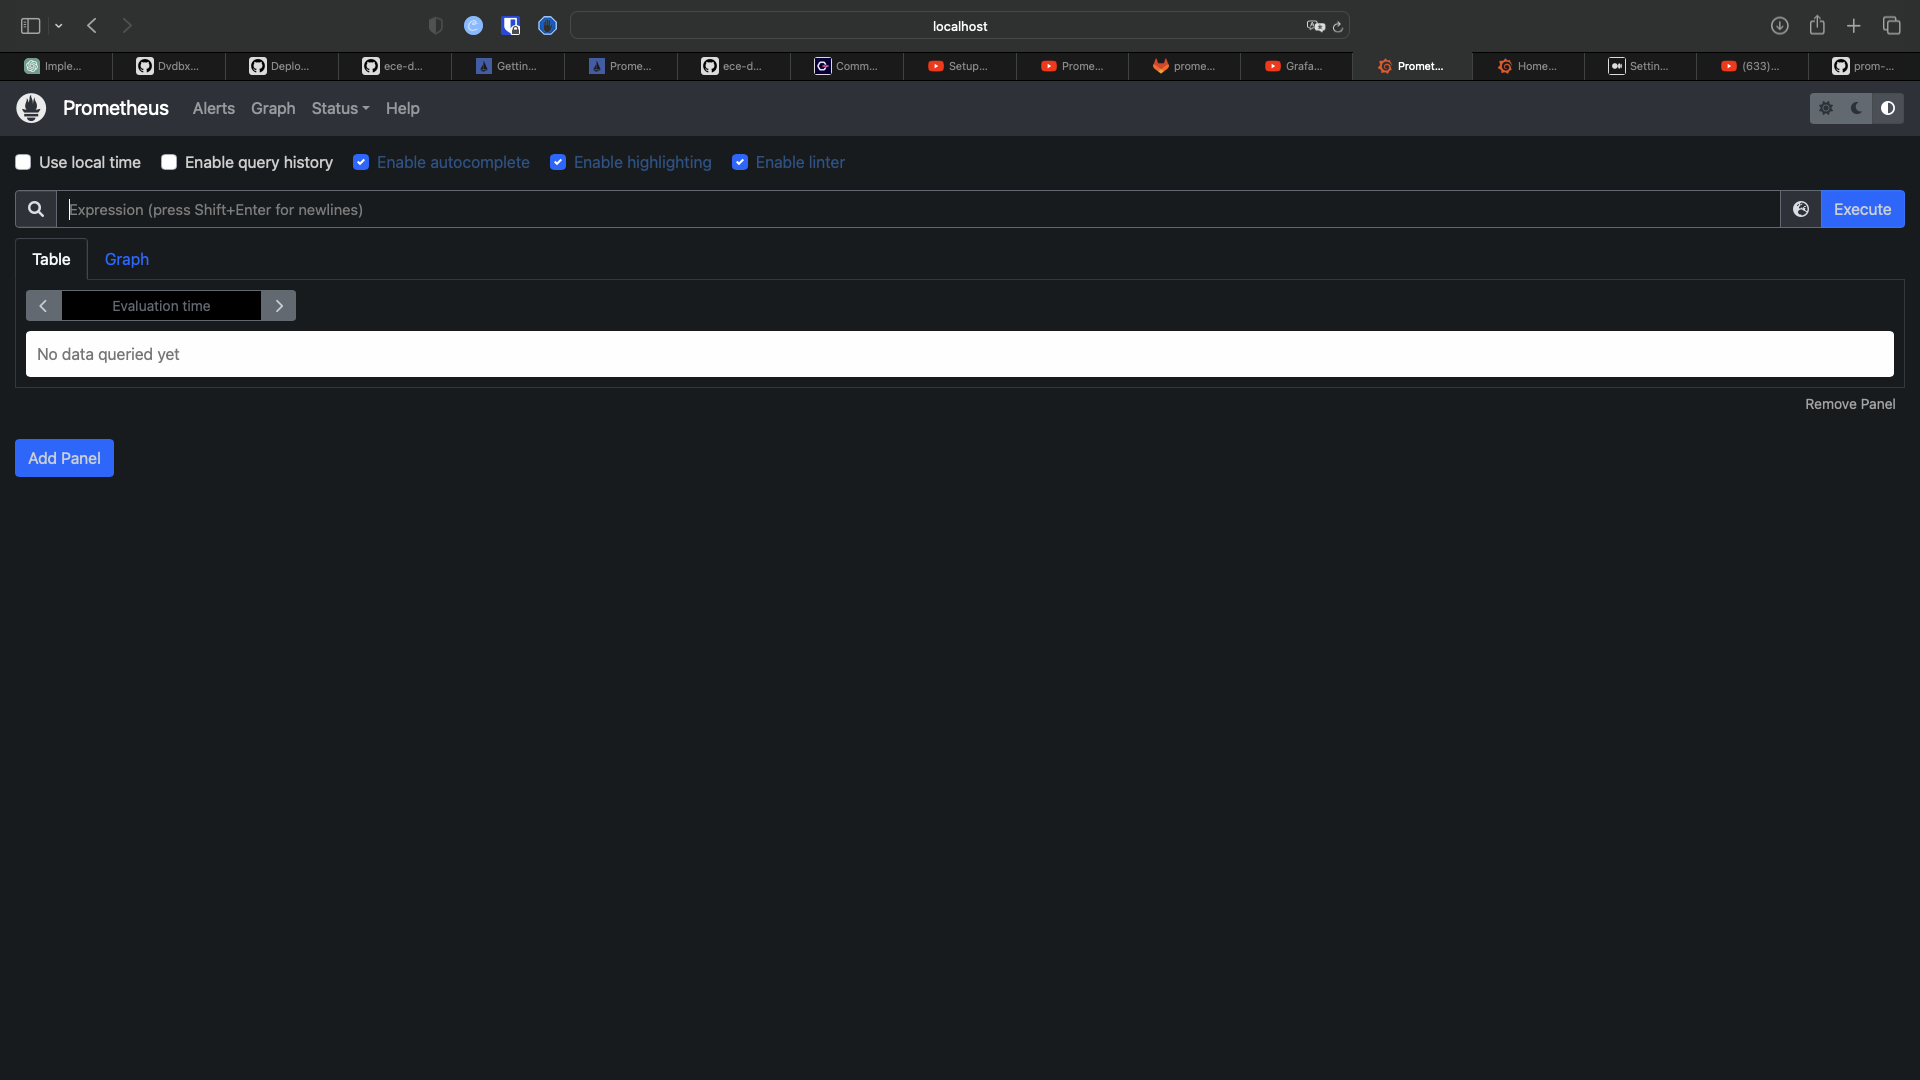 localhost
Imple...
Dvdbx...
Deplo...
ece-d...
Gettin...
Prome...
ece-d...
Comm...
Setup...
Prome...
prome...
Grafa...
Promet...
Home...
Settin...
(633)...
prom-...
Prometheus Alerts Graph Status Help
Use local time Enable query history Enable autocomplete Enable highlighting Enable linter
Expression (press Shift+Enter for newlines) Execute
Table Graph
Evaluation time
No data queried yet
Remove Panel
Add Panel